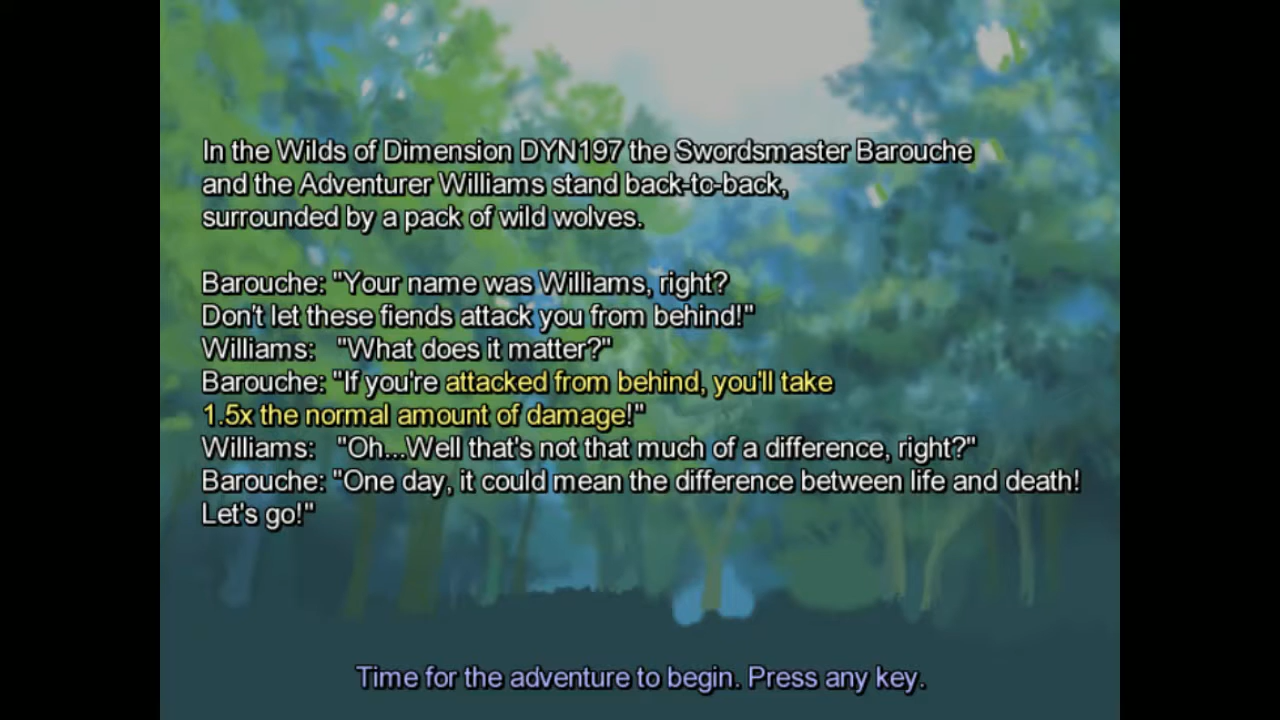 In the Wilds of Dimension DYN197 the Swordsmaster Barouche
and the Adventurer Williams stand back-to-back,
surrounded by a pack of wild wolves.
Barouche: "Your name was Williams, right?
Don't let these fiends attack you from behind!"
Williams: "What does it matter?"
Barouche: "If you're attacked from behind, you'll take
1.5x the normal amount of damage!"
Williams: "Oh...Well that's not that much of a difference, right?"
Barouche: "One day, it could mean the difference between life and death!
Let's go!"
Time for the adventure to begin. Press any key.